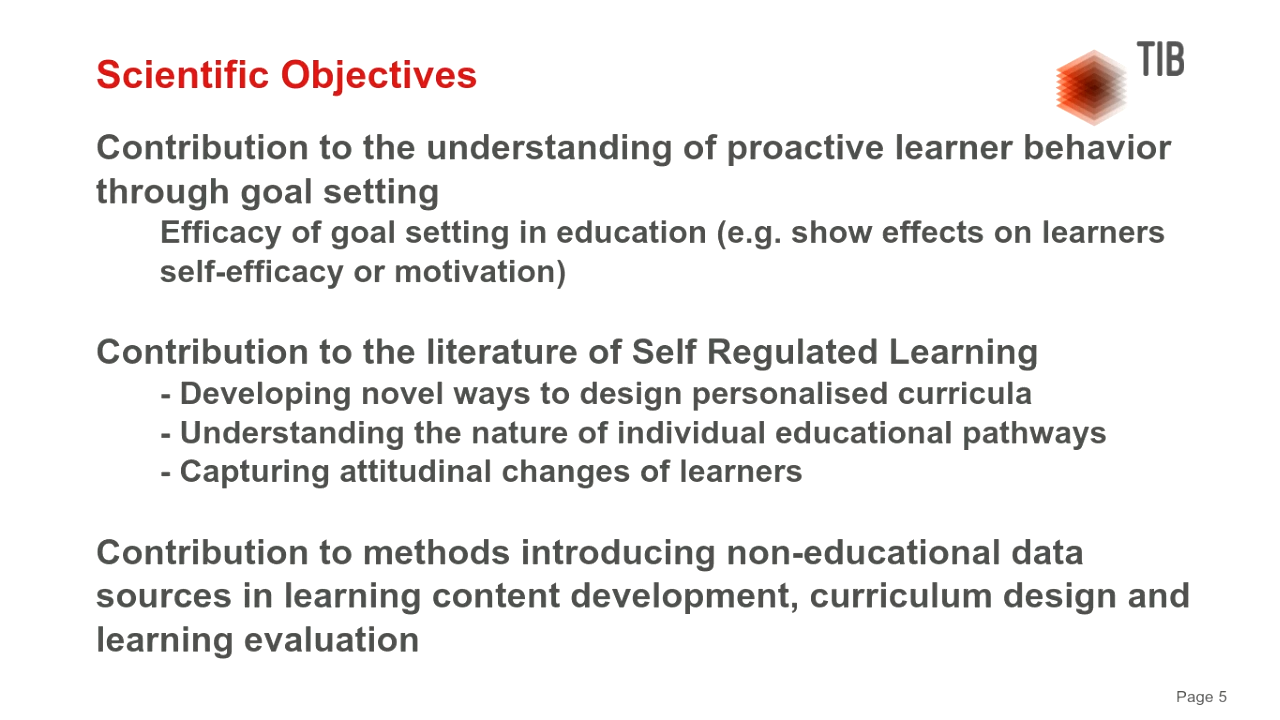 Scientific Objectives
TIB
Contribution to the understanding of proactive learner behavior
through goal setting
Efficacy of goal setting in education (e.g. show effects on learners
self-efficacy or motivation)
Contribution to the literature of Self Regulated Learning
- Developing novel ways to design personalised curricula
- Understanding the nature of individual educational pathways
- Capturing attitudinal changes of learners
Contribution to methods introducing non-educational data
sources in learning content development, curriculum design and
learning evaluation
Page 5